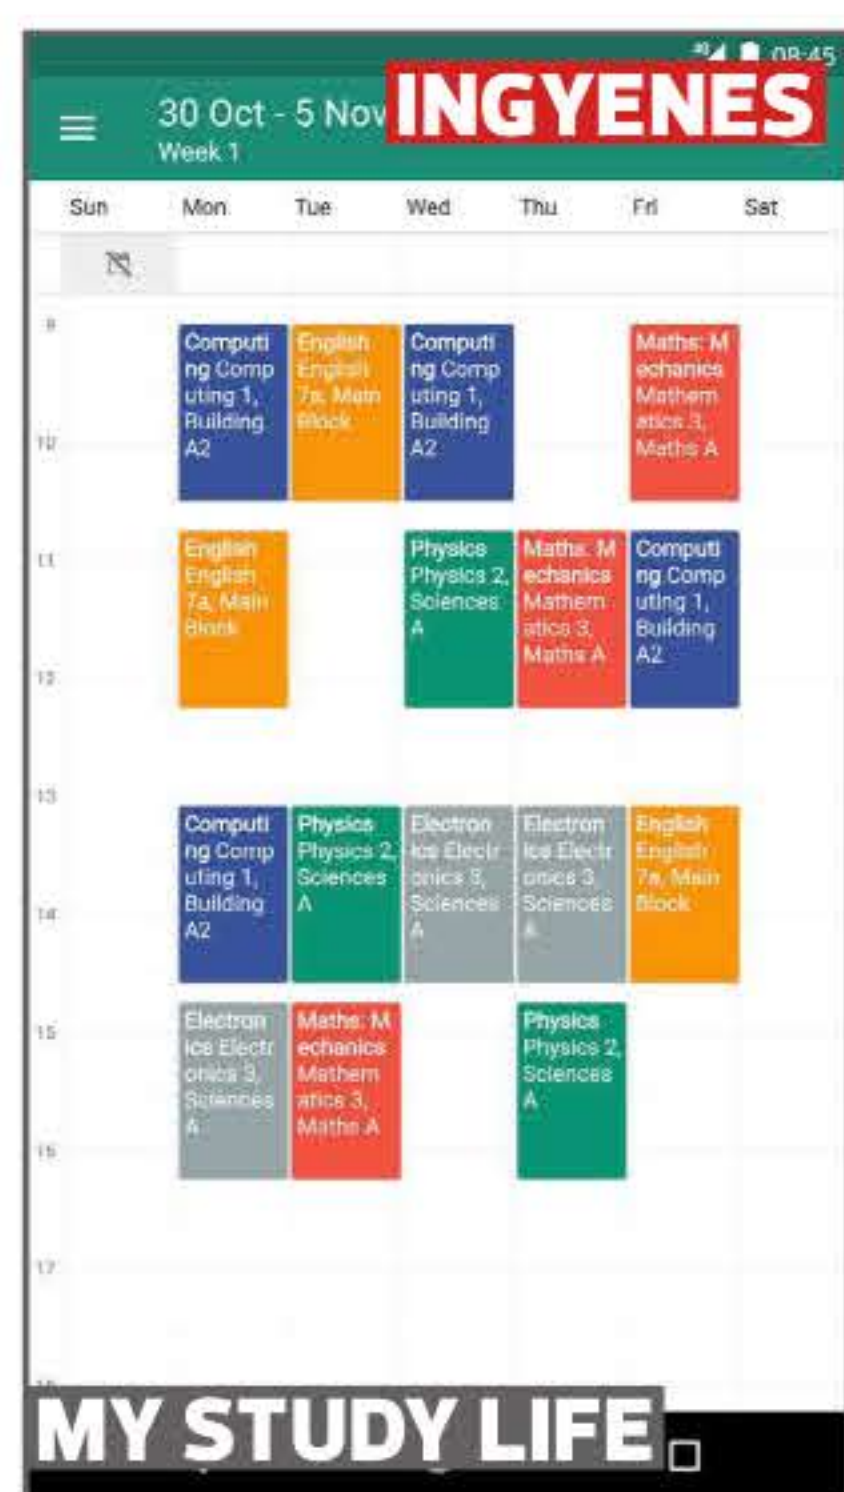 08:45
INGYENES
30 Oct - 5 Nov
Week 1
Sun Mon Tue Wed Thu Fri Sat
9
Computi
ng Comp
uting 1,
Building
A2
English
English
7a, Main
Block
Computi
ng Comp
uting 1,
Building
A2
Maths: M
echanics
Mathem
atics 3,
Maths A
10
11
English
English
7a, Main
Block
Physics
Physics 2,
Sciences
A
Maths: M
echanics
Mathem
atics 3,
Maths A
Computi
ng Comp
uting 1,
Building
A2
12
13
Computi
ng Comp
uting 1,
Building
A2
Physics
Physics 2,
Sciences
A
Electron
ics Electr
onics 3,
Sciences
A
Electron
ics Electr
onics 3,
Sciences
A
English
English
7a, Main
Block
14
15
Electron
ics Electr
onics 3,
Sciences
A
Maths: M
echanics
Mathem
atics 3,
Maths A
Physics
Physics 2,
Sciences
A
16
17
MY STUDY LIFE